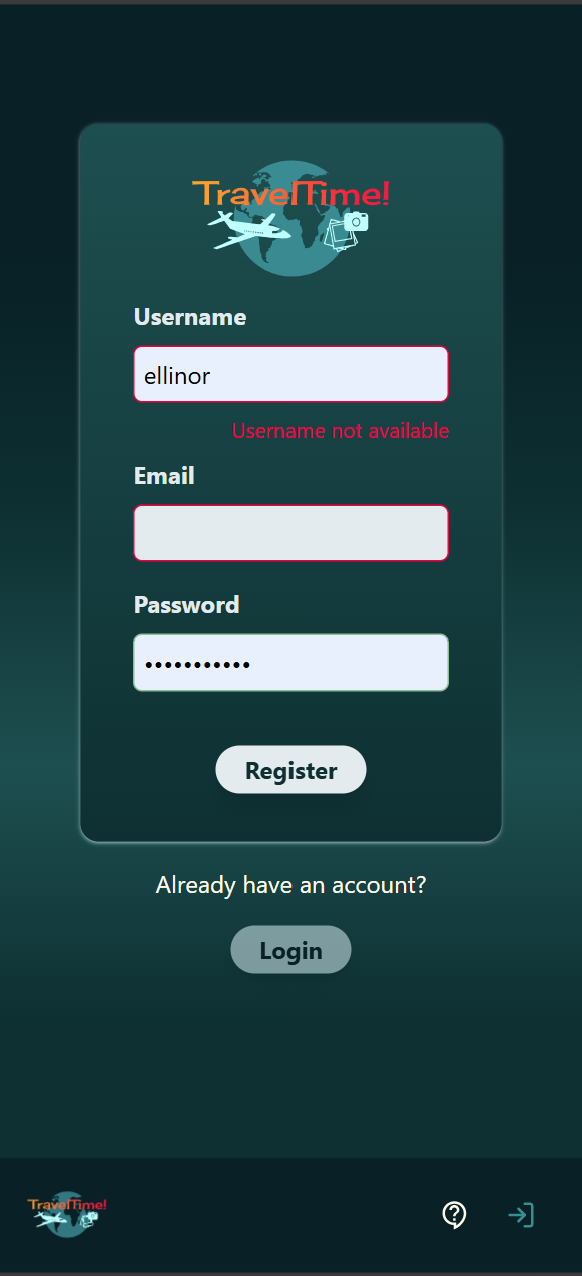 TravelTime!
Username
ellinor
Username not available
Email
Password
•••••••••••
Register
Already have an account?
Login
TravelTime!